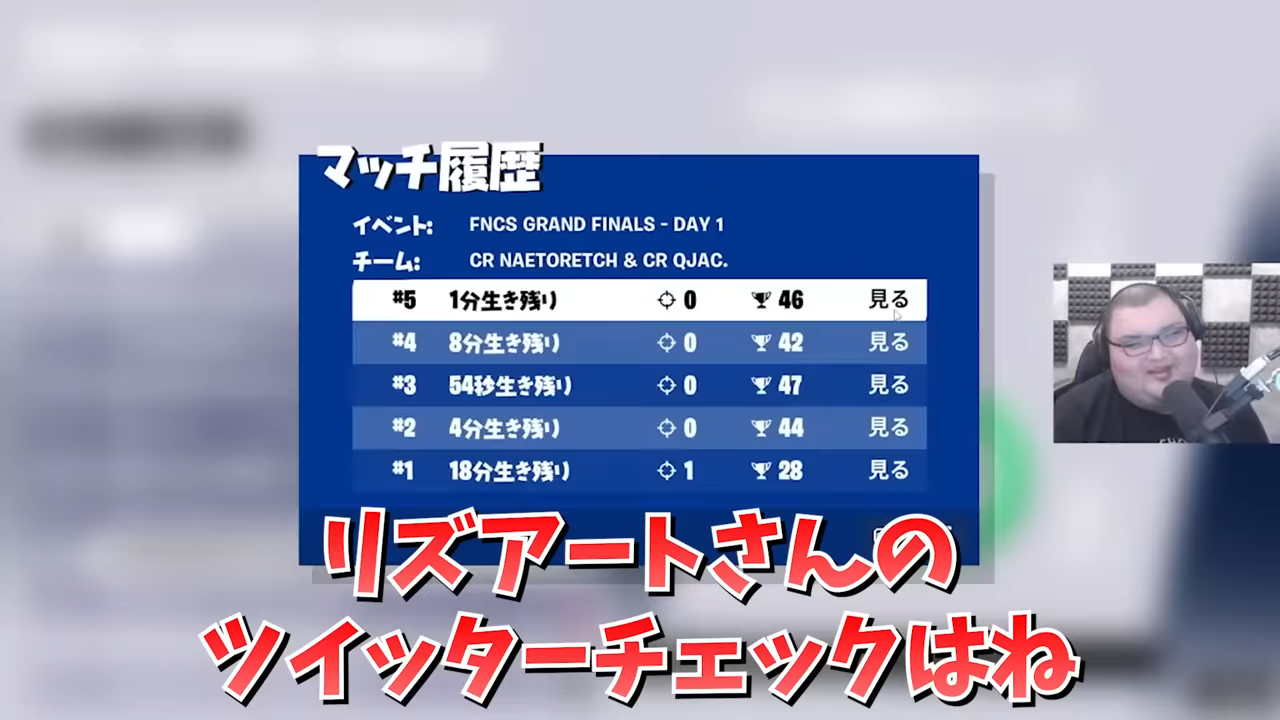 マッチ履歴
イベント: FNCS GRAND FINALS - DAY 1
チーム: CR NAETORETCH & CR QJAC.
#5 1分生き残り 0 46 見る
#4 8分生き残り 0 42 見る
#3 54秒生き残り 0 47 見る
#2 4分生き残り 0 44 見る
#1 18分生き残り 1 28 見る
リズアートさんの
ツイッターチェックはね